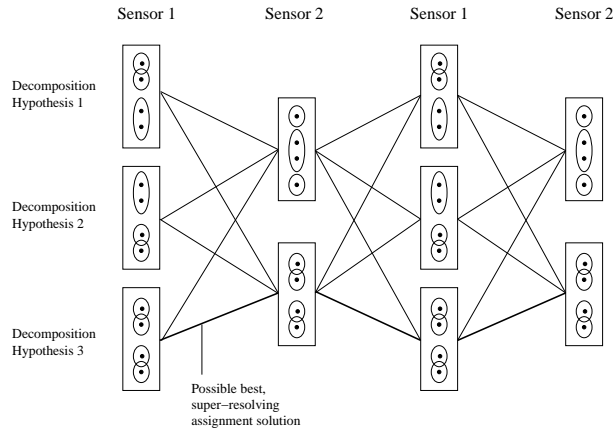 Sensor 1
Sensor 2
Sensor 1
Sensor 2
Decomposition
Hypothesis 1
Decomposition
Hypothesis 2
Decomposition
Hypothesis 3
Possible best,
super−resolving
assignment solution